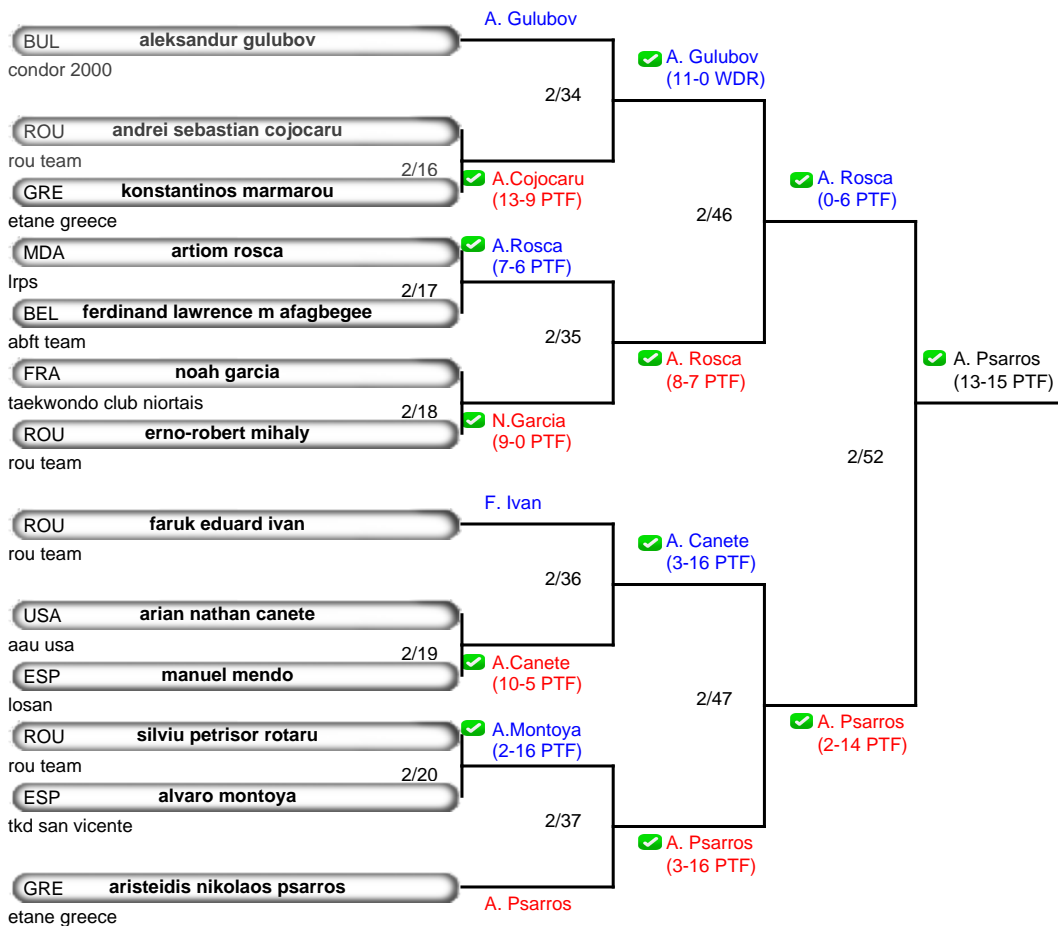 A. Gulubov
BUL aleksandur gulubov
condor 2000
A. Gulubov
(11-0 WDR)
2/34
ROU andrei sebastian cojocaru
rou team
2/16
GRE konstantinos marmarou
etane greece
A.Cojocaru
(13-9 PTF)
A. Rosca
(0-6 PTF)
2/46
MDA artiom rosca
lrps
A.Rosca
(7-6 PTF)
2/17
BEL ferdinand lawrence m afagbegee
abft team
2/35
FRA noah garcia
taekwondo club niortais
A. Rosca
(8-7 PTF)
A. Psarros
(13-15 PTF)
2/18
ROU erno-robert mihaly
rou team
N.Garcia
(9-0 PTF)
2/52
F. Ivan
ROU faruk eduard ivan
rou team
A. Canete
(3-16 PTF)
2/36
USA arian nathan canete
aau usa
2/19
ESP manuel mendo
losan
A.Canete
(10-5 PTF)
2/47
ROU silviu petrisor rotaru
rou team
A.Montoya
(2-16 PTF)
A. Psarros
(2-14 PTF)
2/20
ESP alvaro montoya
tkd san vicente
2/37
A. Psarros
(3-16 PTF)
GRE aristeidis nikolaos psarros
etane greece
A. Psarros